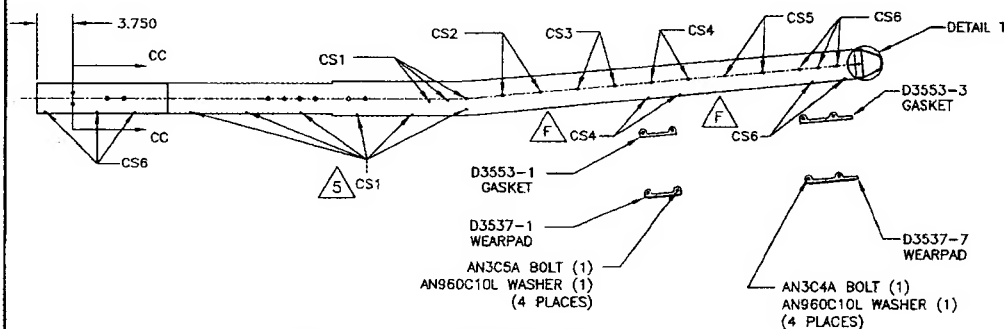 3.750
CC
CC
CS6
CS1
5
CS1
CS2
CS3
CS4
CS5
CS6
DETAIL 1
F
CS4
F
CS6
D3553-3
GASKET
D3553-1
GASKET
D3537-1
WEARPAD
AN3C5A BOLT (1)
AN960C10L WASHER (1)
(4 PLACES)
D3537-7
WEARPAD
AN3C4A BOLT (1)
AN960C10L WASHER (1)
(4 PLACES)